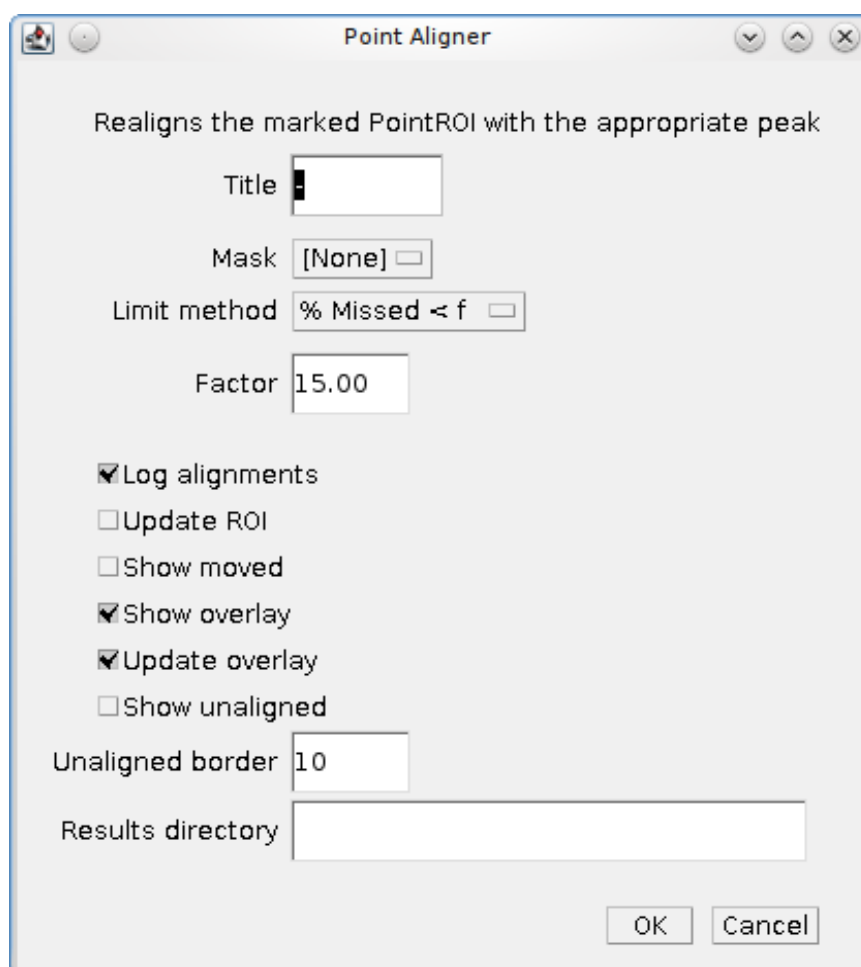 Point Aligner
Realigns the marked PointROI with the appropriate peak
Title -
Mask [None]
Limit method % Missed < f
Factor 15.00
Log alignments
Update ROI
Show moved
Show overlay
Update overlay
Show unaligned
Unaligned border 10
Results directory
OK Cancel